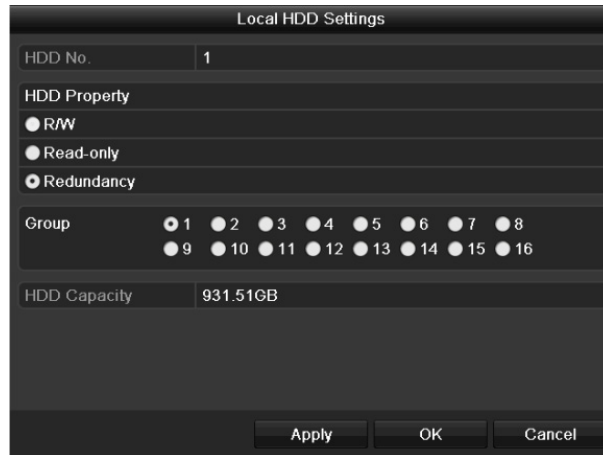 Local HDD Settings
HDD No. 1
HDD Property
R/W
Read-only
Redundancy
Group 1 2 3 4 5 6 7 8
9 10 11 12 13 14 15 16
HDD Capacity 931.51GB
Apply OK Cancel